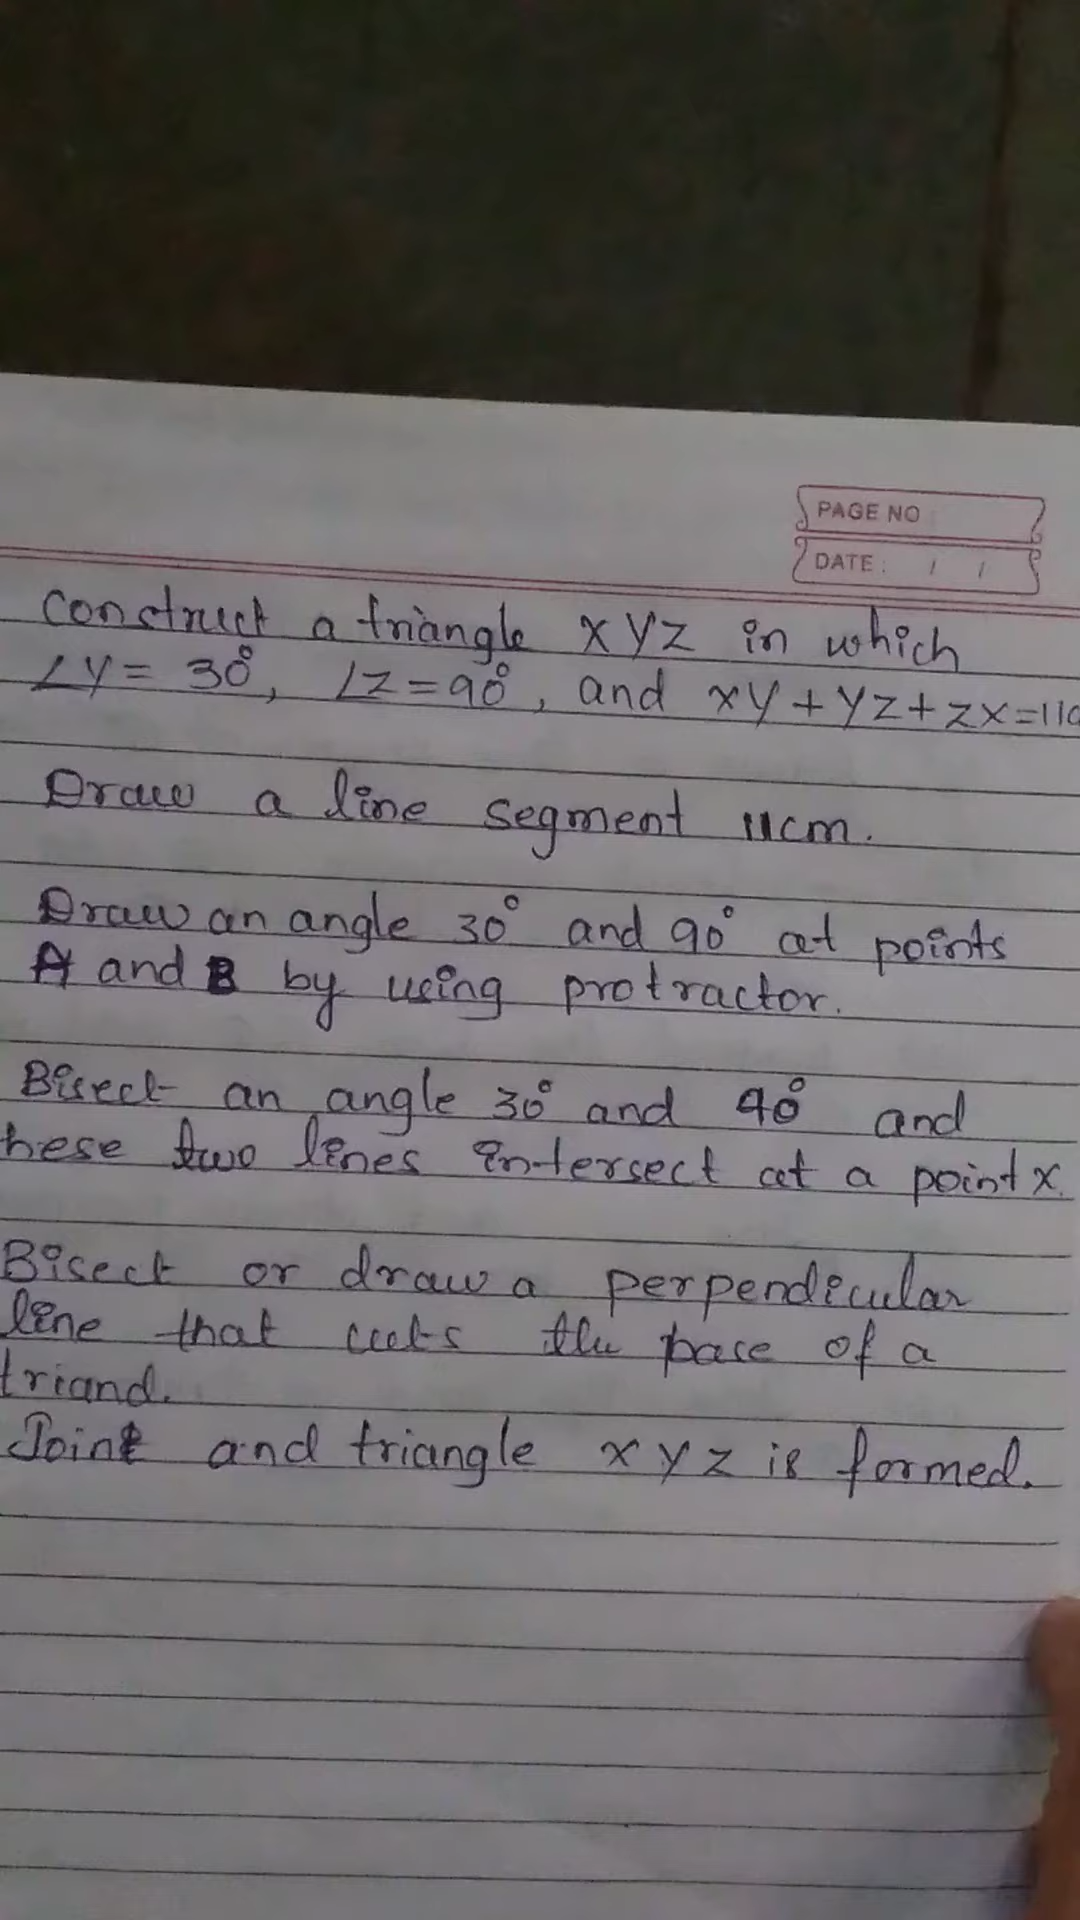 PAGE NO
DATE: / /
Construct a triangle XYZ in which
∠Y = 30°, ∠Z = 90°, and XY + YZ + ZX = 11c
Draw a line segment 11cm.
Draw an angle 30° and 90° at points
A and B by using protractor.
Bisect an angle 30° and 90° and
hese two lines intersect at a point X.
Bisect or draw a perpendicular
line that cuts the base of a
triand.
Joint and triangle XYZ is formed.